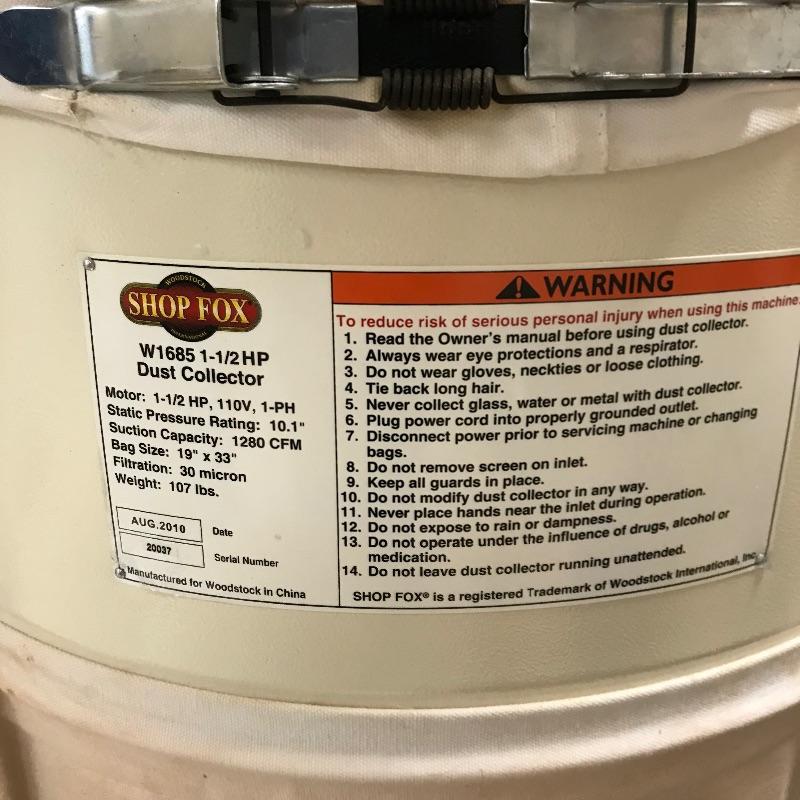 WOODSTOCK
SHOP FOX
INTERNATIONAL
W1685 1-1/2 HP
Dust Collector
Motor: 1-1/2 HP, 110V, 1-PH
Static Pressure Rating: 10.1"
Suction Capacity: 1280 CFM
Bag Size: 19" x 33"
Filtration: 30 micron
Weight: 107 lbs.
AUG.2010 Date
20037 Serial Number
Manufactured for Woodstock in China
WARNING
To reduce risk of serious personal injury when using this machine:
1. Read the Owner's manual before using dust collector.
2. Always wear eye protections and a respirator.
3. Do not wear gloves, neckties or loose clothing.
4. Tie back long hair.
5. Never collect glass, water or metal with dust collector.
6. Plug power cord into properly grounded outlet.
7. Disconnect power prior to servicing machine or changing
bags.
8. Do not remove screen on inlet.
9. Keep all guards in place.
10. Do not modify dust collector in any way.
11. Never place hands near the inlet during operation.
12. Do not expose to rain or dampness.
13. Do not operate under the influence of drugs, alcohol or
medication.
14. Do not leave dust collector running unattended.
SHOP FOX® is a registered Trademark of Woodstock International, Inc.